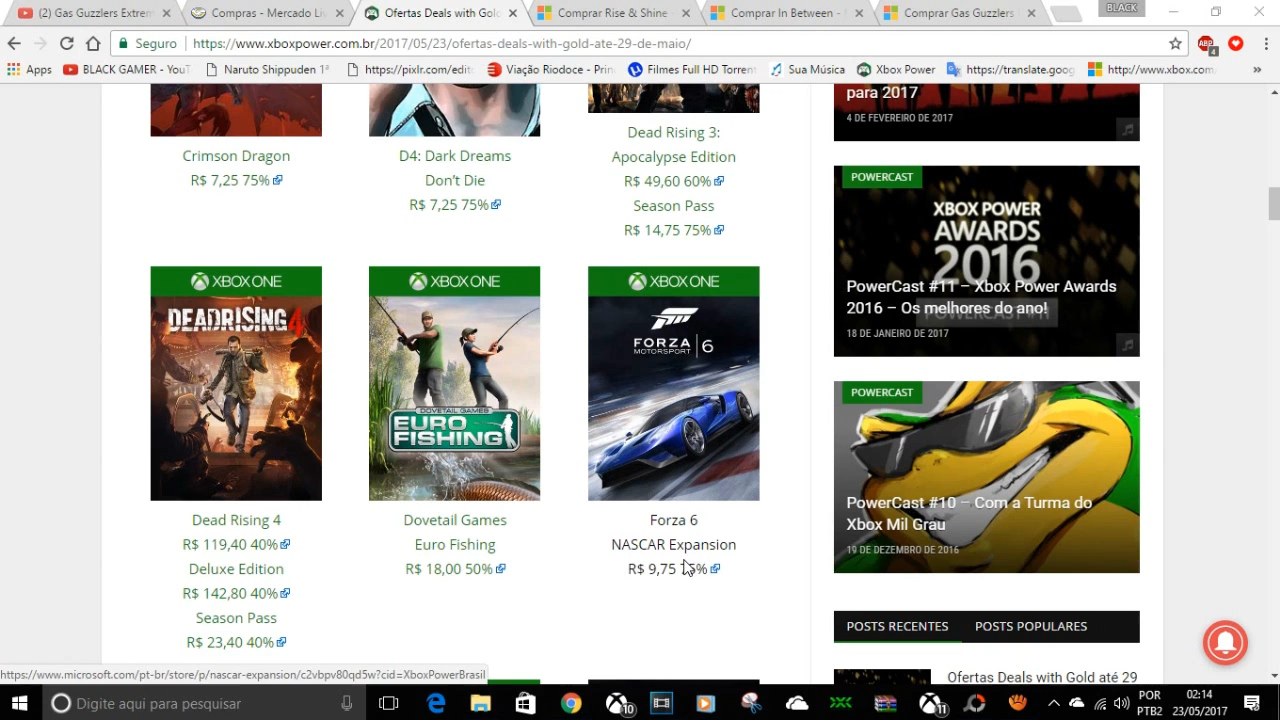 (2) Gas Guzzlers Extrem
Compras - Mercado Li
Ofertas Deals with Gold
Comprar Rise & Shine
Comprar In Between -
Comprar Gas Guzzlers
BLACK
Seguro
https://www.xboxpower.com.br/2017/05/23/ofertas-deals-with-gold-ate-29-de-maio/
ABP
4
Apps
BLACK GAMER - YouT
Naruto Shippuden 1ª
https://pixlr.com/edit
Viação Riodoce - Prin
Filmes Full HD Torrent
Sua Música
Xbox Power
https://translate.goog
http://www.xbox.com
»
Crimson Dragon
R$ 7,25 75%
D4: Dark Dreams
Don't Die
R$ 7,25 75%
Dead Rising 3:
Apocalypse Edition
R$ 49,60 60%
Season Pass
R$ 14,75 75%
XBOX ONE
DEADRISING 4
Dead Rising 4
R$ 119,40 40%
Deluxe Edition
R$ 142,80 40%
Season Pass
R$ 23,40 40%
XBOX ONE
DOVETAIL GAMES
EURO
FISHING
Dovetail Games
Euro Fishing
R$ 18,00 50%
XBOX ONE
FORZA
MOTORSPORT 6
Forza 6
NASCAR Expansion
R$ 9,75 5%
para 2017
4 DE FEVEREIRO DE 2017
POWERCAST
XBOX POWER
AWARDS
2016
PowerCast #11 – Xbox Power Awards
2016 – Os melhores do ano!
18 DE JANEIRO DE 2017
POWERCAST
PowerCast #10 – Com a Turma do
Xbox Mil Grau
19 DE DEZEMBRO DE 2016
POSTS RECENTES
POSTS POPULARES
Ofertas Deals with Gold até 29
https://www.microsoft.com/pt-br/store/p/nascar-expansion/c2vbpv80qd5w?cid=XboxPowerBrasil
Digite aqui para pesquisar
10
11
POR
PTB2
02:14
23/05/2017